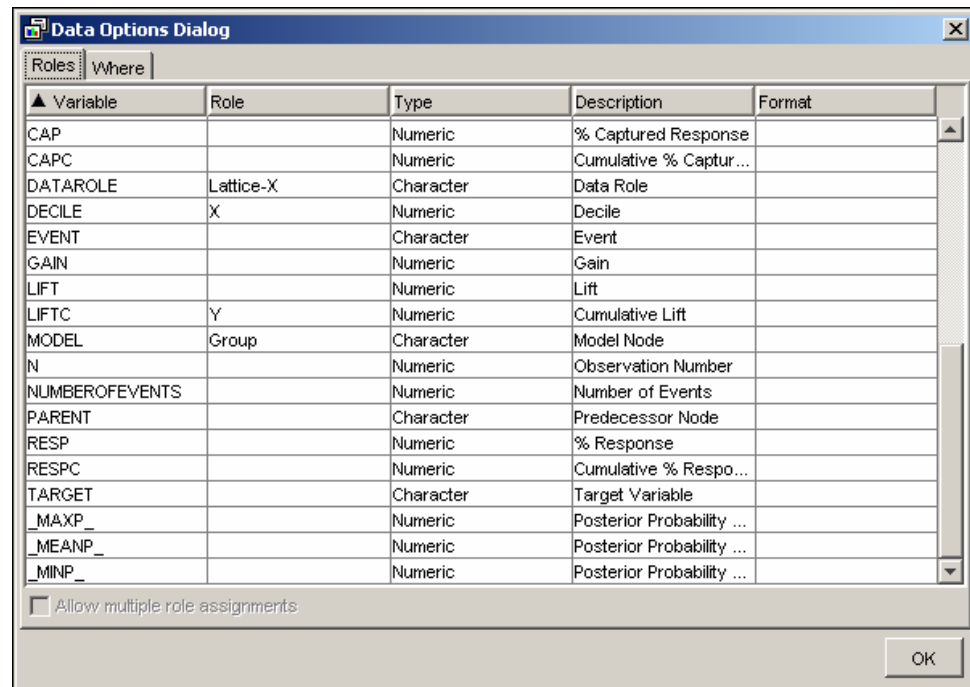 Data Options Dialog
Roles Where
Variable Role Type Description Format
CAP Numeric % Captured Response
CAPC Numeric Cumulative % Captur...
DATAROLE Lattice-X Character Data Role
DECILE X Numeric Decile
EVENT Character Event
GAIN Numeric Gain
LIFT Numeric Lift
LIFTC Y Numeric Cumulative Lift
MODEL Group Character Model Node
N Numeric Observation Number
NUMBEROFEVENTS Numeric Number of Events
PARENT Character Predecessor Node
RESP Numeric % Response
RESPC Numeric Cumulative % Respo...
TARGET Character Target Variable
_MAXP_ Numeric Posterior Probability ...
_MEANP_ Numeric Posterior Probability ...
_MINP_ Numeric Posterior Probability ...
Allow multiple role assignments
OK